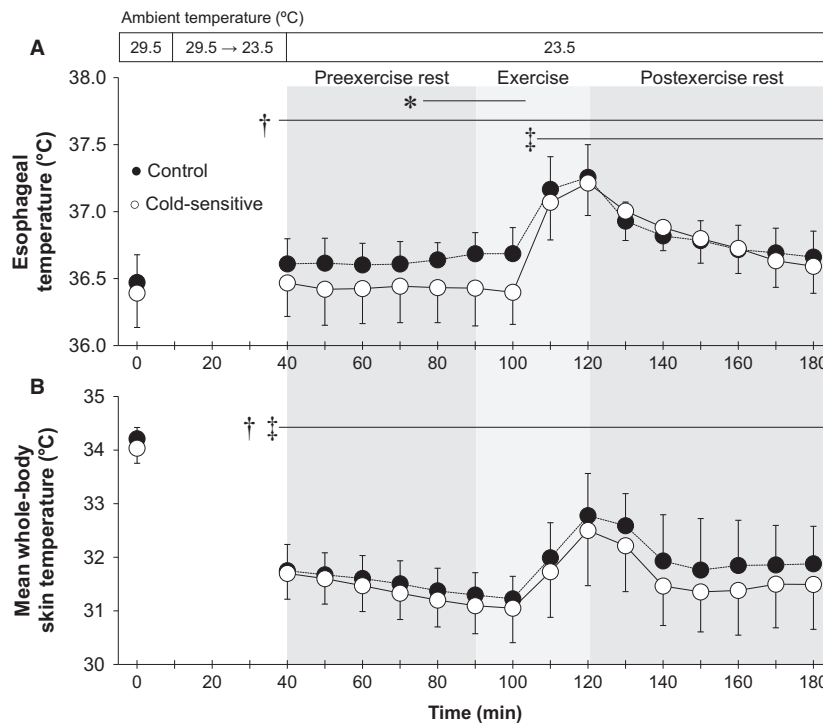 Ambient temperature (ºC)
A
29.5
29.5 → 23.5
23.5
Preexercise rest
Exercise
Postexercise rest
*
†
‡
Control
Cold-sensitive
Esophageal
temperature (°C)
38.0
37.5
37.0
36.5
36.0
0 20 40 60 80 100 120 140 160 180
B
† ‡
Mean whole-body
skin temperature (°C)
35
34
33
32
31
30
0 20 40 60 80 100 120 140 160 180
Time (min)